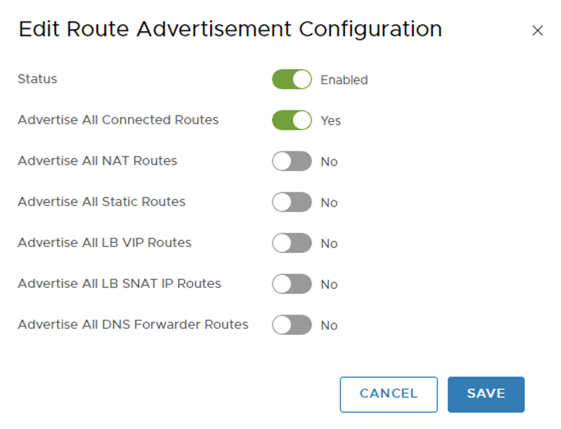 Edit Route Advertisement Configuration
Status Enabled
Advertise All Connected Routes Yes
Advertise All NAT Routes No
Advertise All Static Routes No
Advertise All LB VIP Routes No
Advertise All LB SNAT IP Routes No
Advertise All DNS Forwarder Routes No
CANCEL SAVE